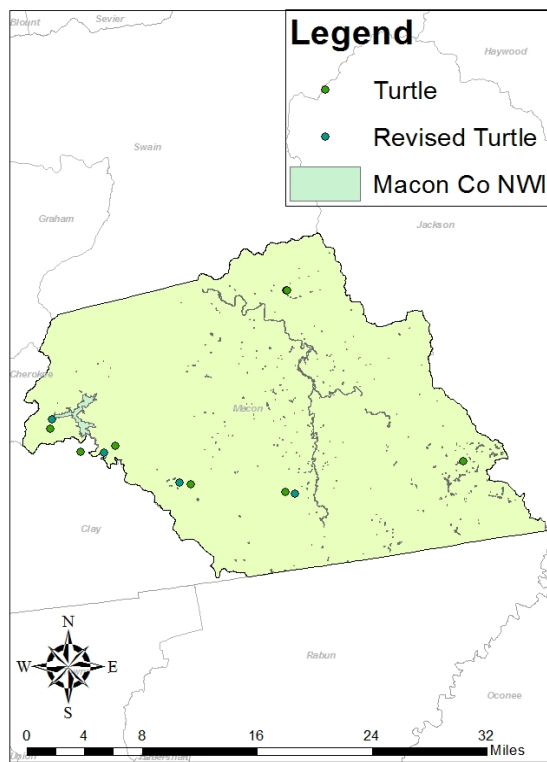 Blount
Sevier
Legend
Haywood
Turtle
Swain
Revised Turtle
Macon Co NWI
Graham
Jackson
Cherokee
Macon
Clay
N
W E
S
Rabun
Oconee
0 4 8 16 24 32
Miles